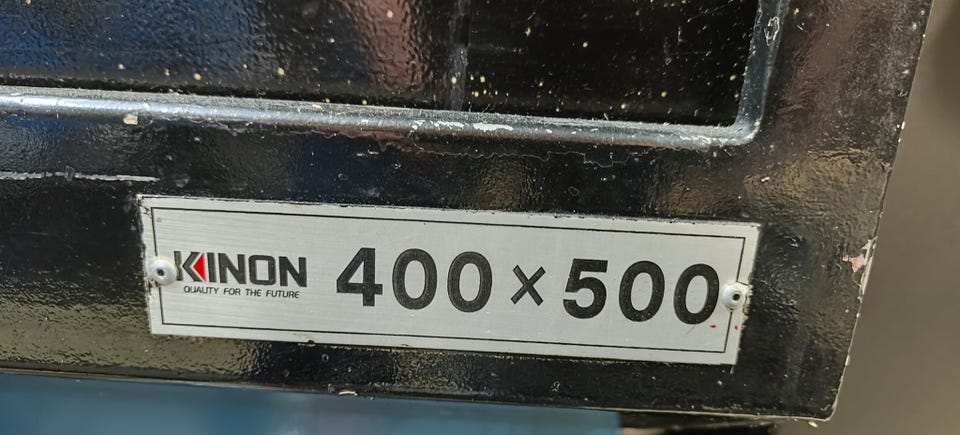 KINON 400 × 500
QUALITY FOR THE FUTURE